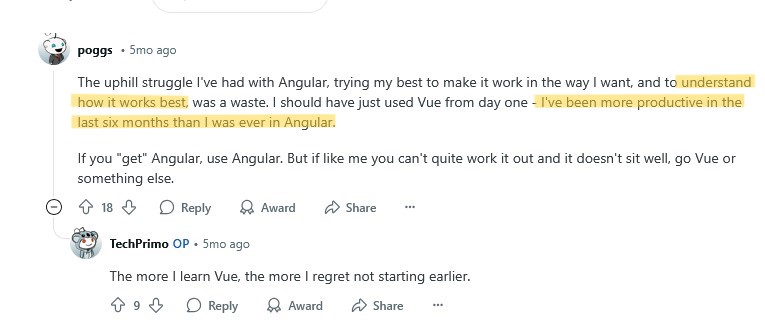 poggs • 5mo ago
The uphill struggle I've had with Angular, trying my best to make it work in the way I want, and to understand
how it works best, was a waste. I should have just used Vue from day one - I've been more productive in the
last six months than I was ever in Angular.
If you "get" Angular, use Angular. But if like me you can't quite work it out and it doesn't sit well, go Vue or
something else.
18 Reply Award Share ...
TechPrimo OP • 5mo ago
The more I learn Vue, the more I regret not starting earlier.
9 Reply Award Share ...